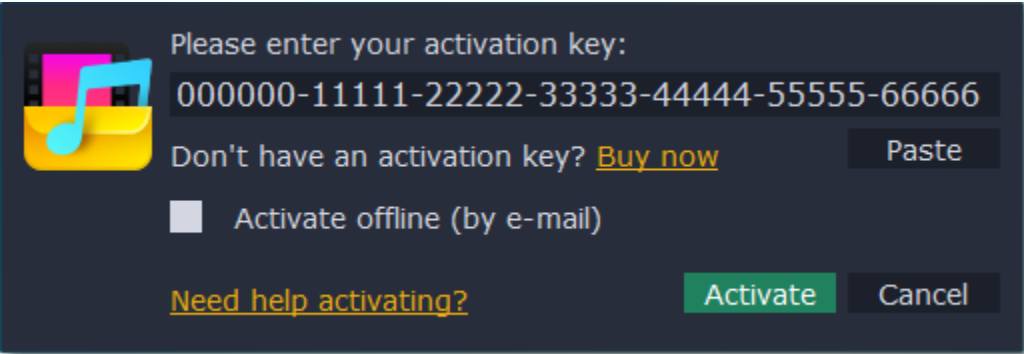 Please enter your activation key:
000000-11111-22222-33333-44444-55555-66666
Don't have an activation key? Buy now
Paste
Activate offline (by e-mail)
Need help activating?
Activate
Cancel